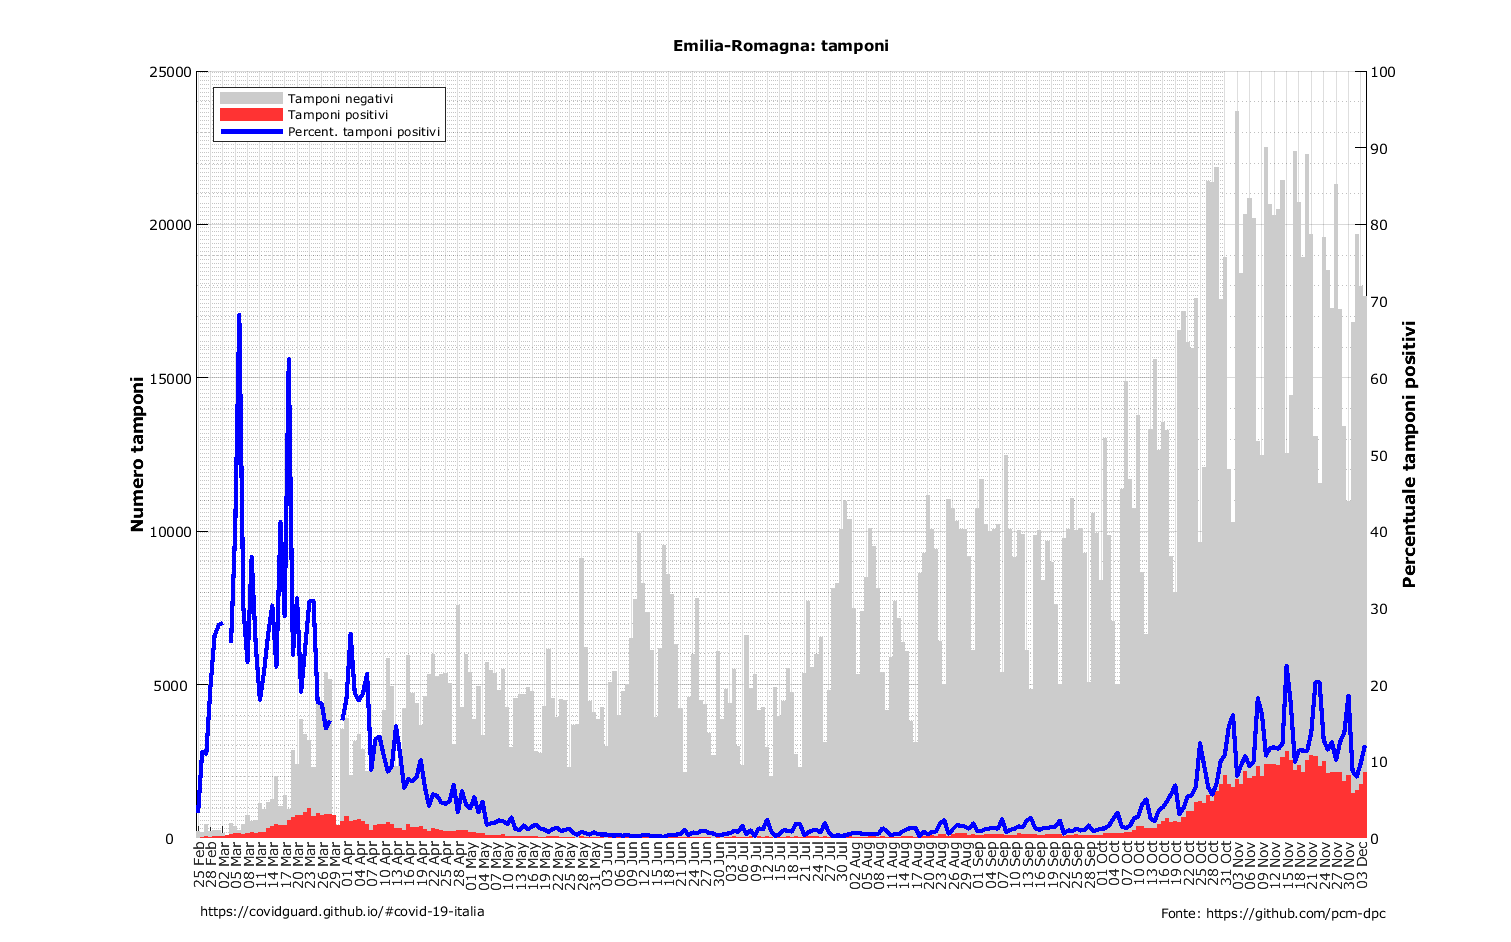 Emilia-Romagna: tamponi
25000
20000
15000
10000
5000
0
100
90
80
70
60
50
40
30
20
10
0
Numero tamponi
Percentuale tamponi positivi
Tamponi negativi
Tamponi positivi
Percent. tamponi positivi
25 Feb
28 Feb
02 Mar
05 Mar
08 Mar
11 Mar
14 Mar
17 Mar
20 Mar
23 Mar
26 Mar
29 Mar
01 Apr
04 Apr
07 Apr
10 Apr
13 Apr
16 Apr
19 Apr
22 Apr
25 Apr
28 Apr
01 May
04 May
07 May
10 May
13 May
16 May
19 May
22 May
25 May
28 May
31 May
03 Jun
06 Jun
09 Jun
12 Jun
15 Jun
18 Jun
21 Jun
24 Jun
27 Jun
30 Jun
03 Jul
06 Jul
09 Jul
12 Jul
15 Jul
18 Jul
21 Jul
24 Jul
27 Jul
30 Jul
02 Aug
05 Aug
08 Aug
11 Aug
14 Aug
17 Aug
20 Aug
23 Aug
26 Aug
29 Aug
01 Sep
04 Sep
07 Sep
10 Sep
13 Sep
16 Sep
19 Sep
22 Sep
25 Sep
28 Sep
01 Oct
04 Oct
07 Oct
10 Oct
13 Oct
16 Oct
19 Oct
22 Oct
25 Oct
28 Oct
31 Oct
03 Nov
06 Nov
09 Nov
12 Nov
15 Nov
18 Nov
21 Nov
24 Nov
27 Nov
30 Nov
03 Dec
https://covidguard.github.io/#covid-19-italia
Fonte: https://github.com/pcm-dpc